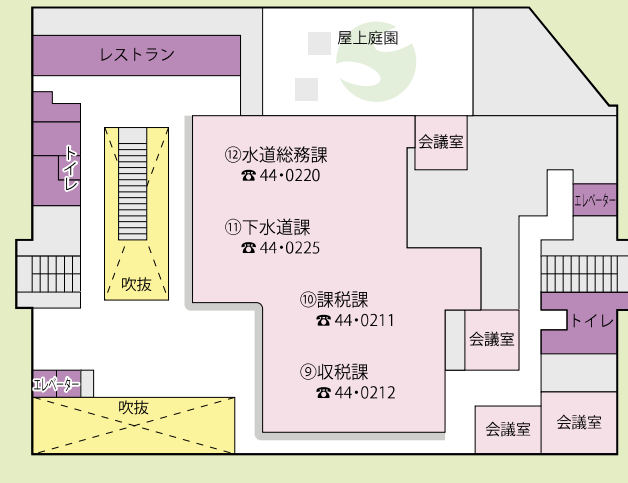 屋上庭園
レストラン
会議室
⑫水道総務課
☎44・0220
トイレ
エレベーター
⑪下水道課
☎44・0225
吹抜
⑩課税課
☎44・0211
トイレ
会議室
⑨収税課
☎44・0212
エレベーター
吹抜
会議室
会議室